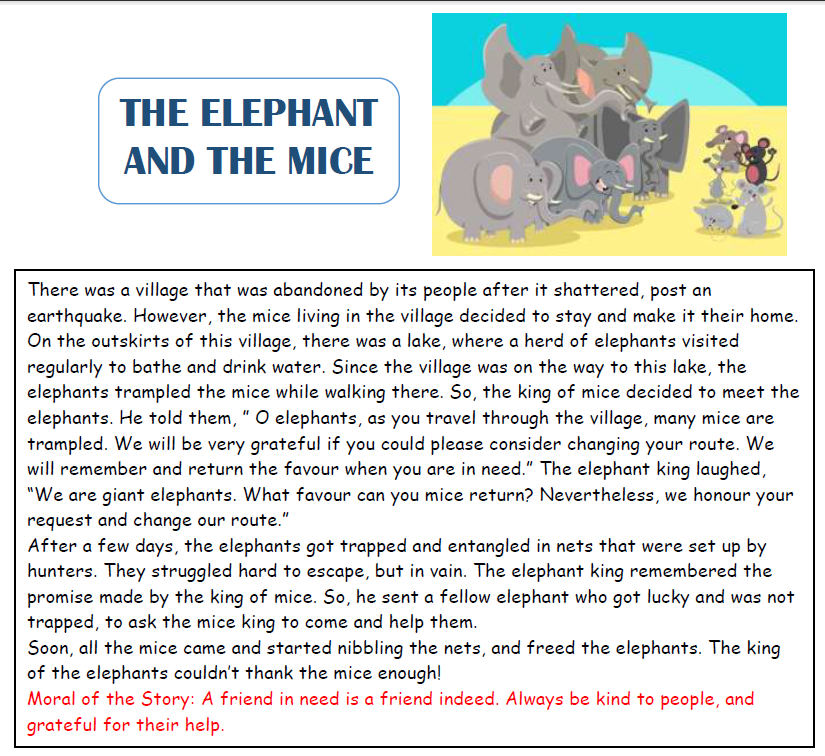 THE ELEPHANT
AND THE MICE
There was a village that was abandoned by its people after it shattered, post an
earthquake. However, the mice living in the village decided to stay and make it their home.
On the outskirts of this village, there was a lake, where a herd of elephants visited
regularly to bathe and drink water. Since the village was on the way to this lake, the
elephants trampled the mice while walking there. So, the king of mice decided to meet the
elephants. He told them, ” O elephants, as you travel through the village, many mice are
trampled. We will be very grateful if you could please consider changing your route. We
will remember and return the favour when you are in need.” The elephant king laughed,
“We are giant elephants. What favour can you mice return? Nevertheless, we honour your
request and change our route.”
After a few days, the elephants got trapped and entangled in nets that were set up by
hunters. They struggled hard to escape, but in vain. The elephant king remembered the
promise made by the king of mice. So, he sent a fellow elephant who got lucky and was not
trapped, to ask the mice king to come and help them.
Soon, all the mice came and started nibbling the nets, and freed the elephants. The king
of the elephants couldn’t thank the mice enough!
Moral of the Story: A friend in need is a friend indeed. Always be kind to people, and
grateful for their help.